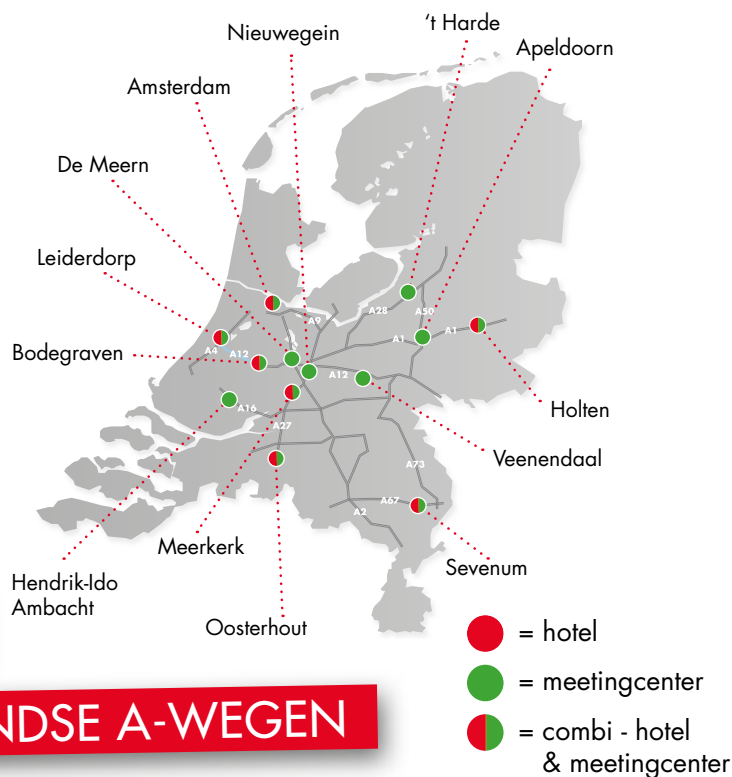 Nieuwegein
't Harde
Apeldoorn
Amsterdam
De Meern
Leiderdorp
Bodegraven
A9
A28
A50
A4
A12
A1
A1
A12
A16
A27
A73
A67
A2
Holten
Veenendaal
Sevenum
Meerkerk
Hendrik-Ido
Ambacht
Oosterhout
= hotel
= meetingcenter
= combi - hotel
& meetingcenter
NDSE A-WEGEN